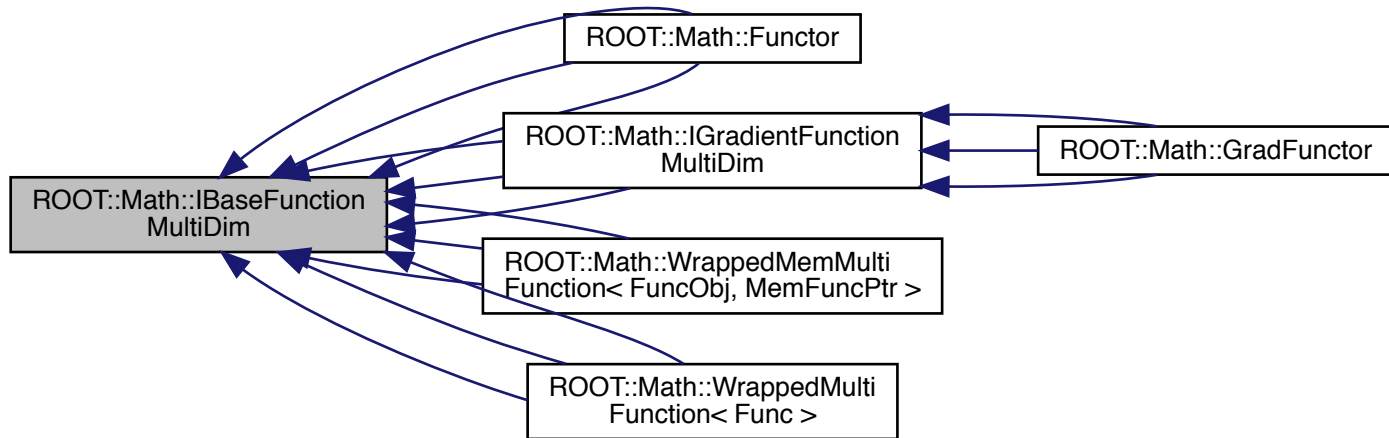 ROOT::Math::Functor
ROOT::Math::IGradientFunction
MultiDim
ROOT::Math::GradFunctor
ROOT::Math::IBaseFunction
MultiDim
ROOT::Math::WrappedMemMulti
Function< FuncObj, MemFuncPtr >
ROOT::Math::WrappedMulti
Function< Func >